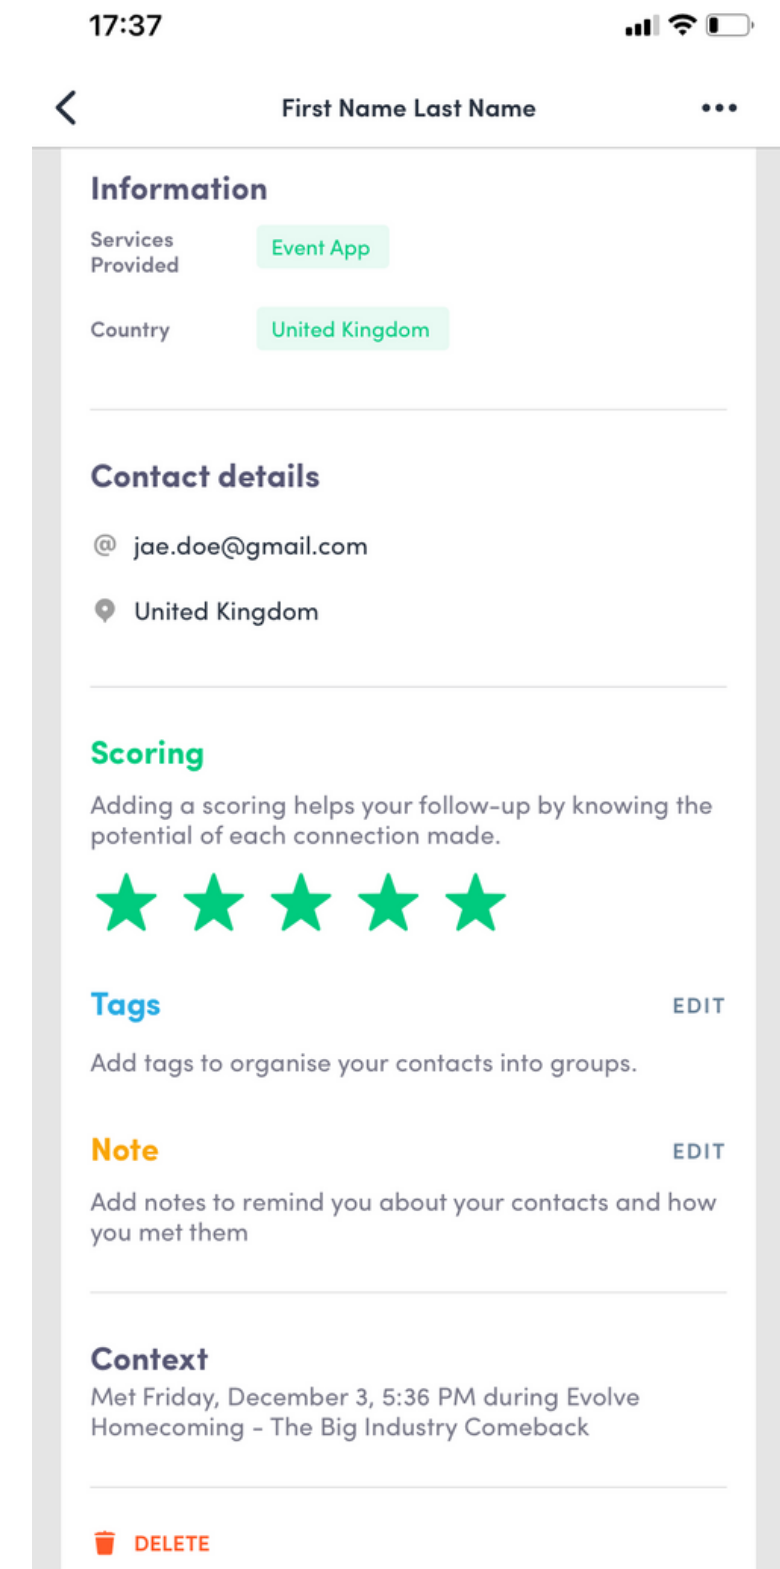 17:37
First Name Last Name
Information
Services
Provided
Event App
Country
United Kingdom
Contact details
@ jae.doe@gmail.com
United Kingdom
Scoring
Adding a scoring helps your follow-up by knowing the
potential of each connection made.
Tags
EDIT
Add tags to organise your contacts into groups.
Note
EDIT
Add notes to remind you about your contacts and how
you met them
Context
Met Friday, December 3, 5:36 PM during Evolve
Homecoming - The Big Industry Comeback
DELETE